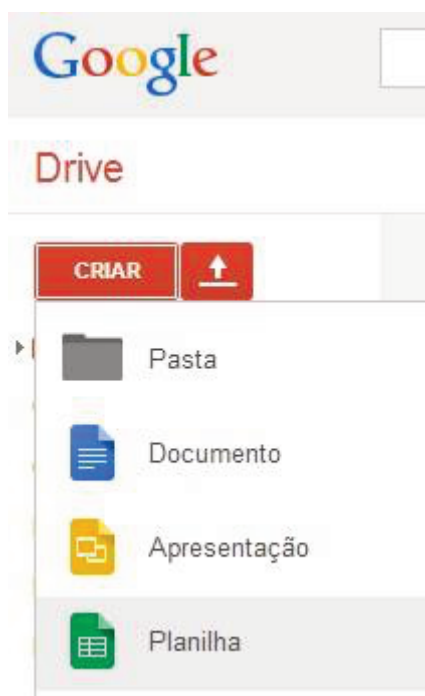 Google
Drive
CRIAR
Pasta
Documento
Apresentação
Planilha